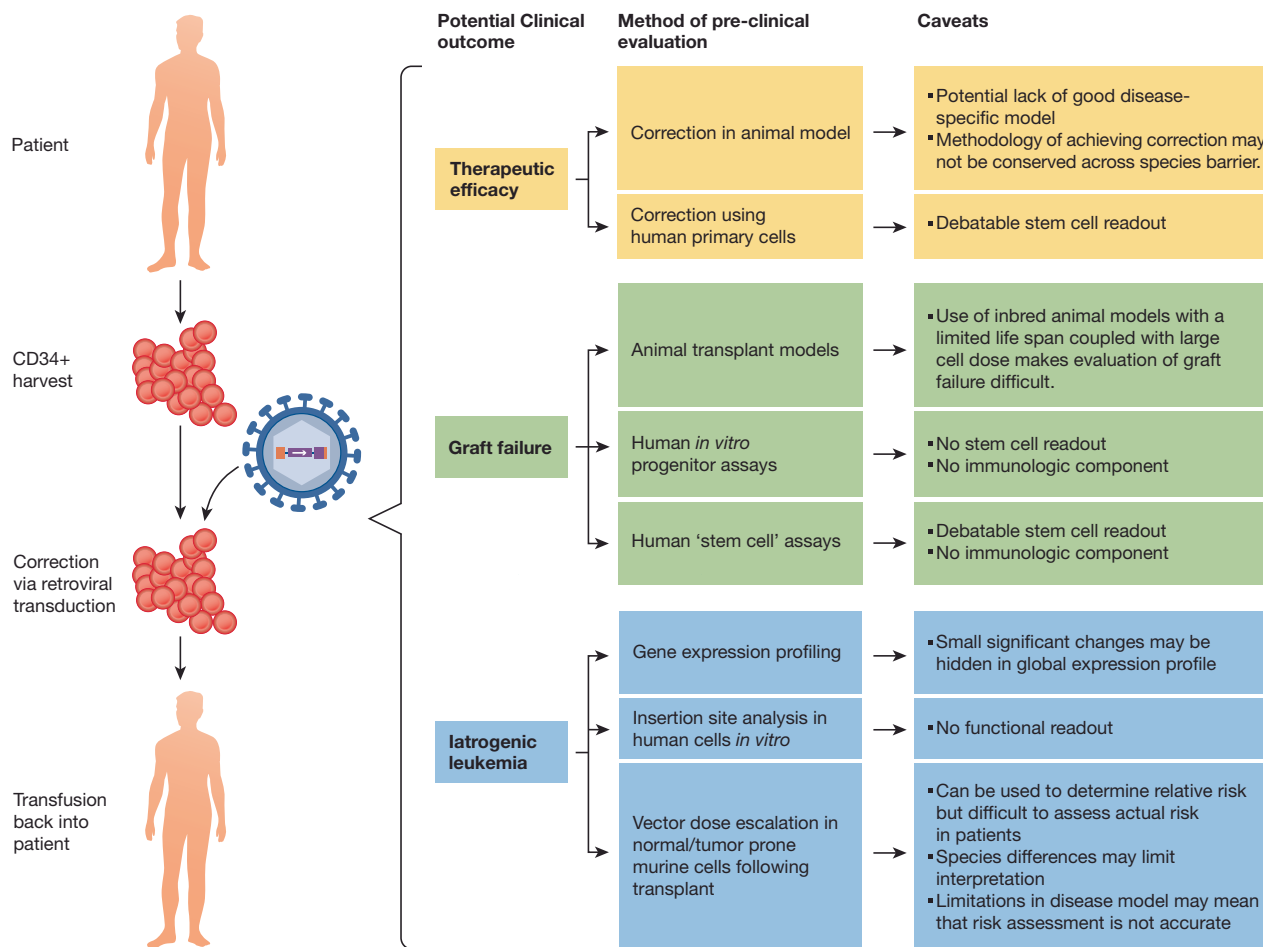 Patient
CD34+
harvest
Correction
via retroviral
transduction
Transfusion
back into
patient
Potential Clinical
outcome
Method of pre-clinical
evaluation
Caveats
Therapeutic
efficacy
Correction in animal model
▪ Potential lack of good disease-
specific model
▪ Methodology of achieving correction may
not be conserved across species barrier.
Correction using
human primary cells
▪ Debatable stem cell readout
Graft failure
Animal transplant models
▪ Use of inbred animal models with a
limited life span coupled with large
cell dose makes evaluation of graft
failure difficult.
Human in vitro
progenitor assays
▪ No stem cell readout
▪ No immunologic component
Human ‘stem cell’ assays
▪ Debatable stem cell readout
▪ No immunologic component
Iatrogenic
leukemia
Gene expression profiling
▪ Small significant changes may be
hidden in global expression profile
Insertion site analysis in
human cells in vitro
▪ No functional readout
Vector dose escalation in
normal/tumor prone
murine cells following
transplant
▪ Can be used to determine relative risk
but difficult to assess actual risk
in patients
▪ Species differences may limit
interpretation
▪ Limitations in disease model may mean
that risk assessment is not accurate